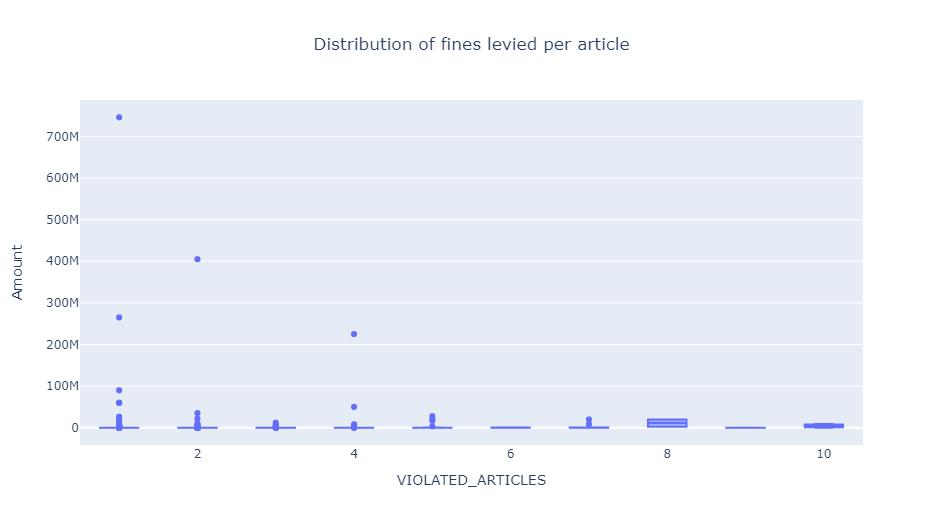 Distribution of fines levied per article
Amount
700M
600M
500M
400M
300M
200M
100M
0
2
4
6
8
10
VIOLATED_ARTICLES